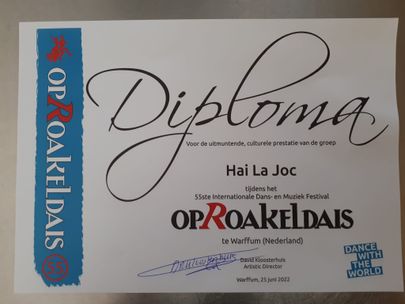 OPROAKELDAIS
55
Diploma
Voor de uitmuntende, culturele prestatie van de groep
Hai La Joc
tijdens het
55ste Internationale Dans- en Muziek Festival
OPROAKELDAIS
te Warffum (Nederland)
David Kloosterhuis
Artistic Director
Warffum, 25 juni 2022
DANCE
WITH
THE
WORLD